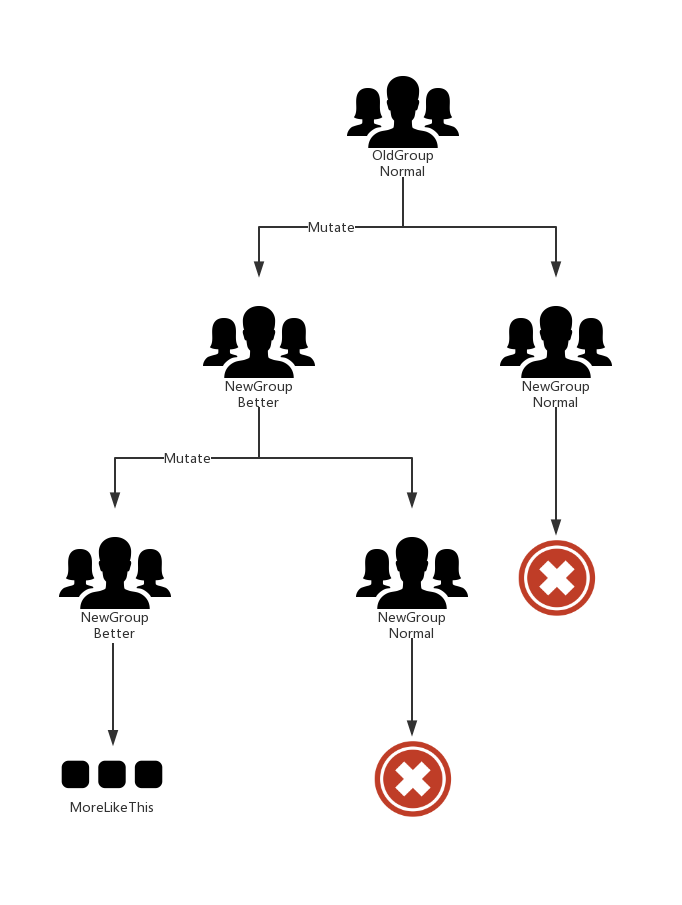 OldGroup
Normal
Mutate
NewGroup
Better
NewGroup
Normal
Mutate
NewGroup
Better
NewGroup
Normal
MoreLikeThis